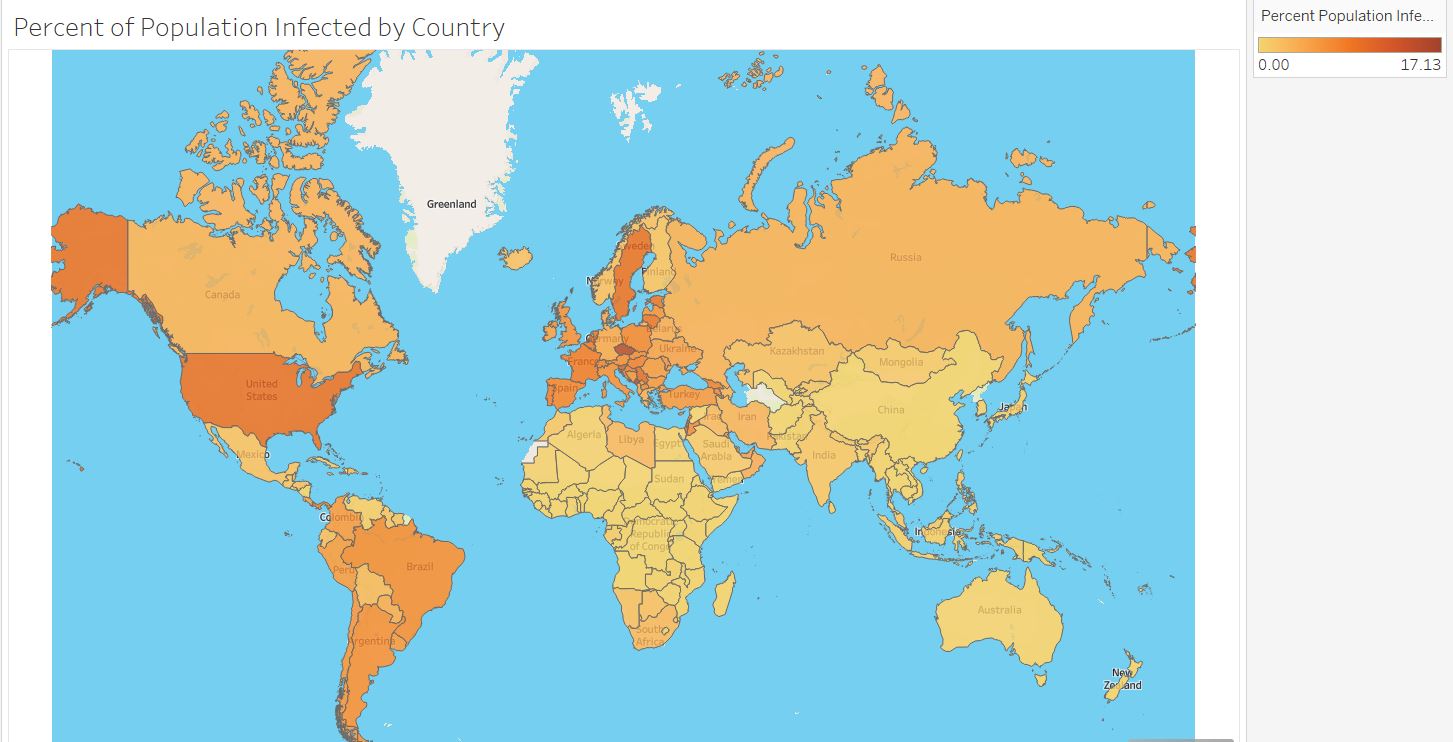 Percent of Population Infected by Country
Percent Population Infe...
0.00
17.13
Greenland
Sweden
Russia
Norway
Finland
Canada
Belarus
Germany
Ukraine
France
Kazakhstan
Mongolia
United
States
Spain
Turkey
China
Japan
Iraq
Iran
Algeria
Libya
Egypt
Pakistan
Saudi
Arabia
India
Mexico
Sudan
Yemen
Colombia
Democratic
Republic
of Congo
Indonesia
Peru
Brazil
Australia
South
Africa
Argentina
New
Zealand